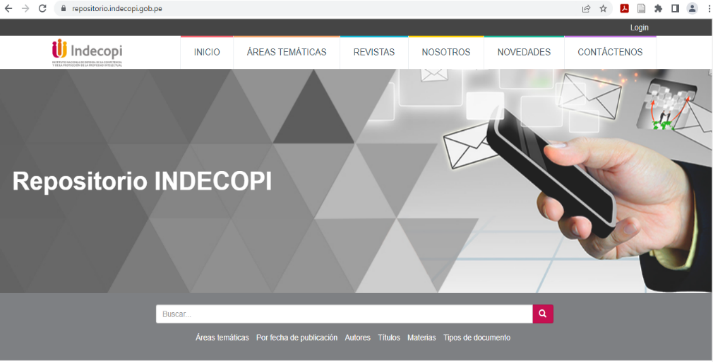 repositorio.indecopi.gob.pe
Login
Indecopi
INICIO ÁREAS TEMÁTICAS REVISTAS NOSOTROS NOVEDADES CONTÁCTENOS
Repositorio INDECOPI
Buscar...
Áreas temáticas Por fecha de publicación Autores Títulos Materias Tipos de documento